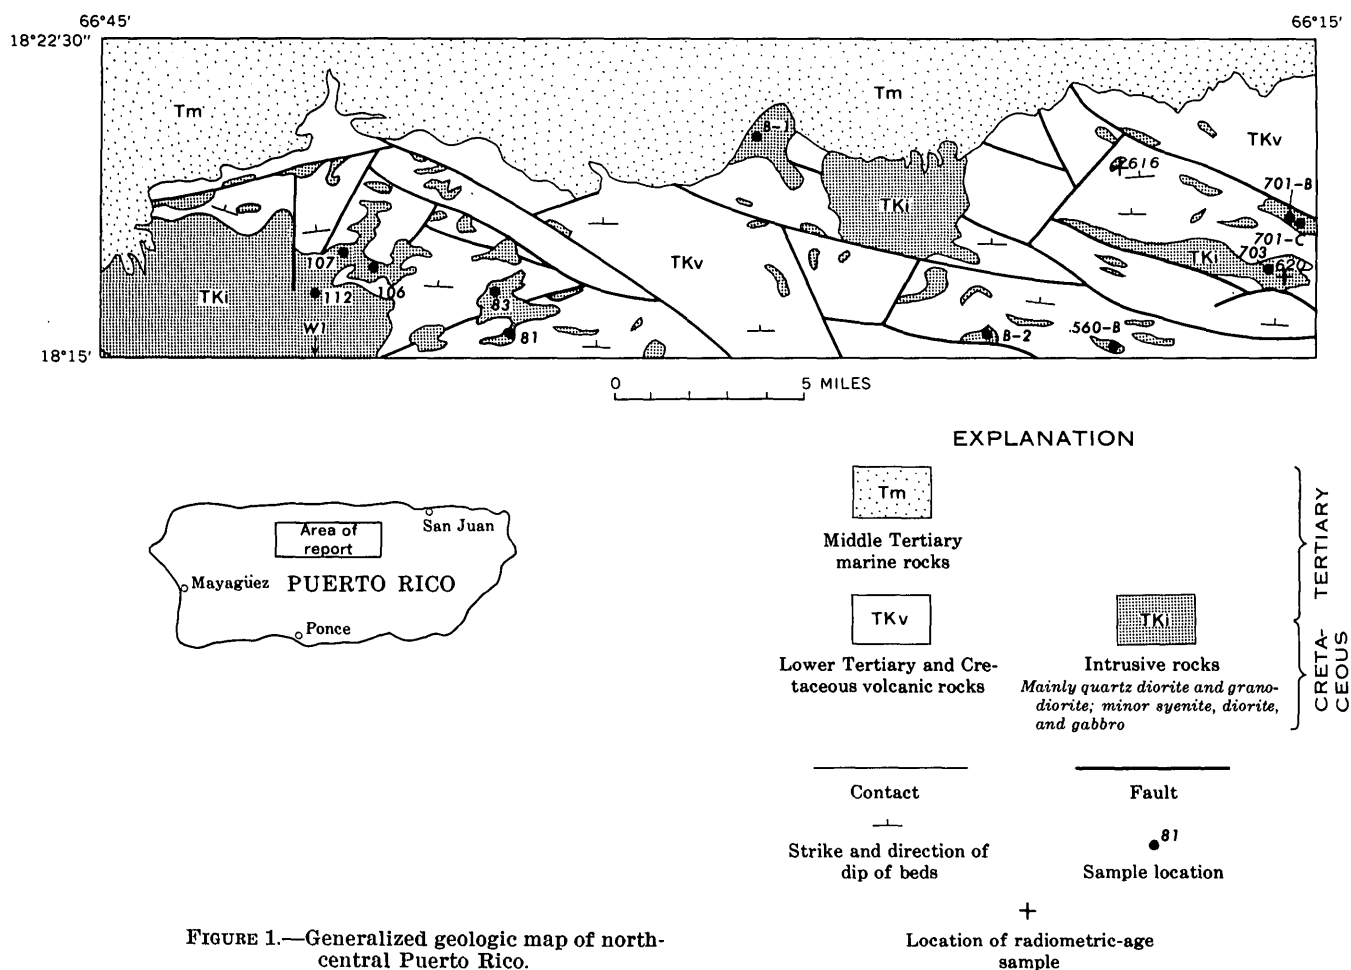 66°45′
66°15′
18°22′30″
Tm
Tm
B-1
TKv
2616
701-B
TKi
701-C
703
TKi
620
TKv
107
106
TKi
112
83
W1
81
B-2
560-B
18°15′
0 5 MILES
EXPLANATION
Tm
Middle Tertiary
marine rocks
TKv
Lower Tertiary and Cre-
taceous volcanic rocks
TKi
Intrusive rocks
Mainly quartz diorite and grano-
diorite; minor syenite, diorite,
and gabbro
TERTIARY
CRETA-
CEOUS
San Juan
Area of
report
Mayagüez
PUERTO RICO
Ponce
Contact
Fault
Strike and direction of
dip of beds
81
Sample location
Location of radiometric-age
sample
FIGURE 1.—Generalized geologic map of north-
central Puerto Rico.